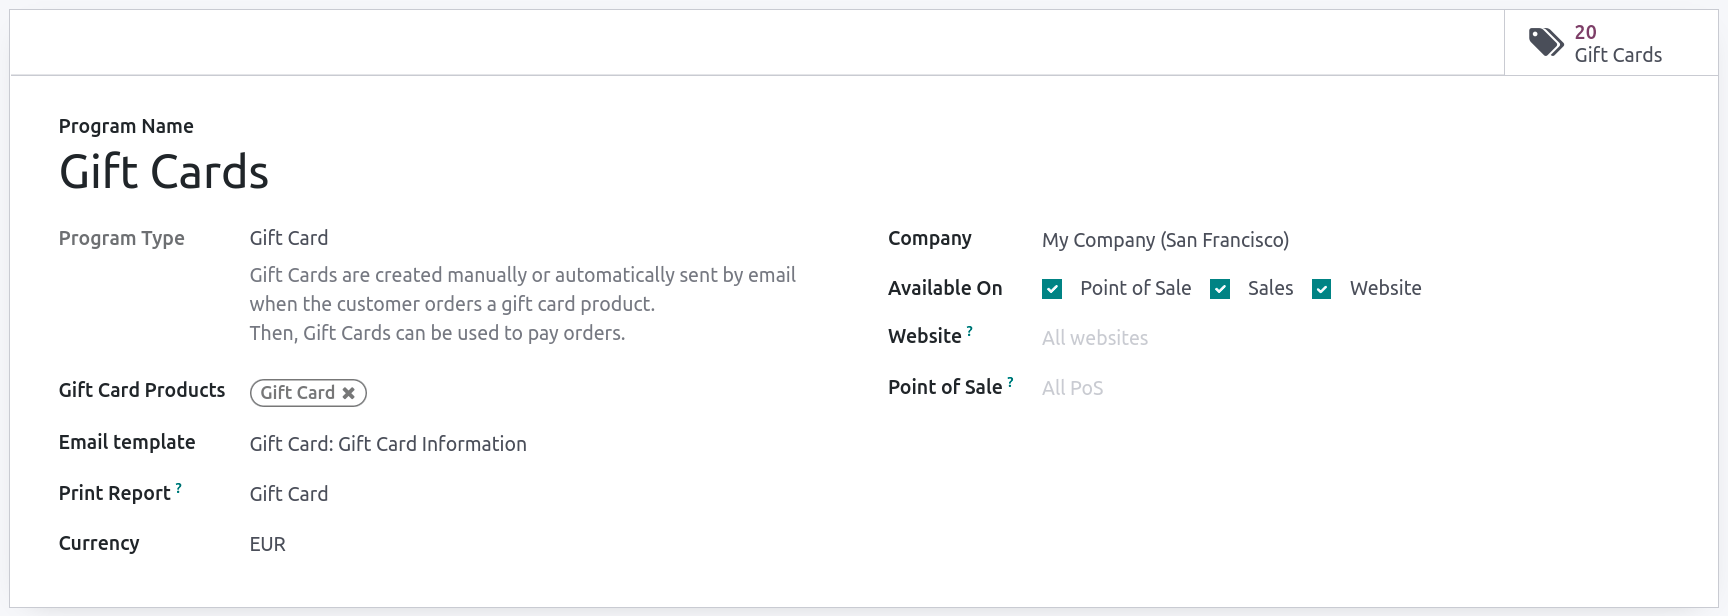 20
Gift Cards
Program Name
Gift Cards
Program Type
Gift Card
Gift Cards are created manually or automatically sent by email
when the customer orders a gift card product.
Then, Gift Cards can be used to pay orders.
Gift Card Products
Gift Card ✖
Email template
Gift Card: Gift Card Information
Print Report ?
Gift Card
Currency
EUR
Company
My Company (San Francisco)
Available On
Point of Sale
Sales
Website
Website ?
All websites
Point of Sale ?
All PoS